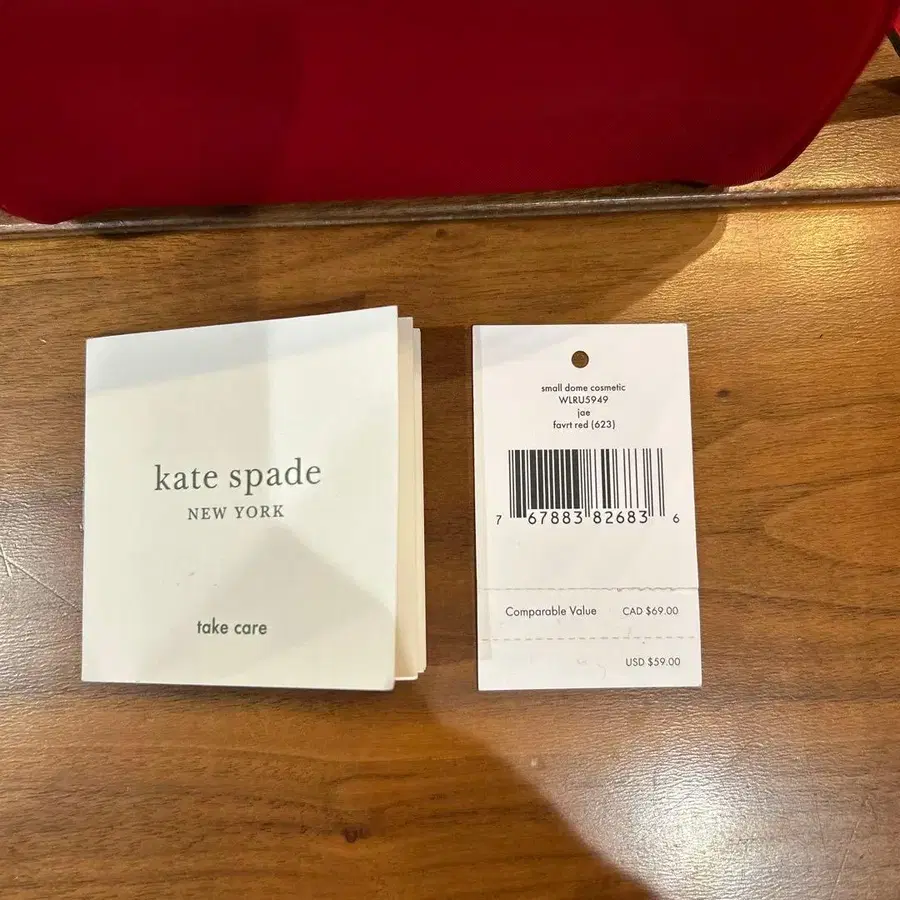 kate spade
NEW YORK
take care
small dome cosmetic
WLRU5949
jae
favrt red (623)
7 67883 82683 6
Comparable Value CAD $69.00
USD $59.00